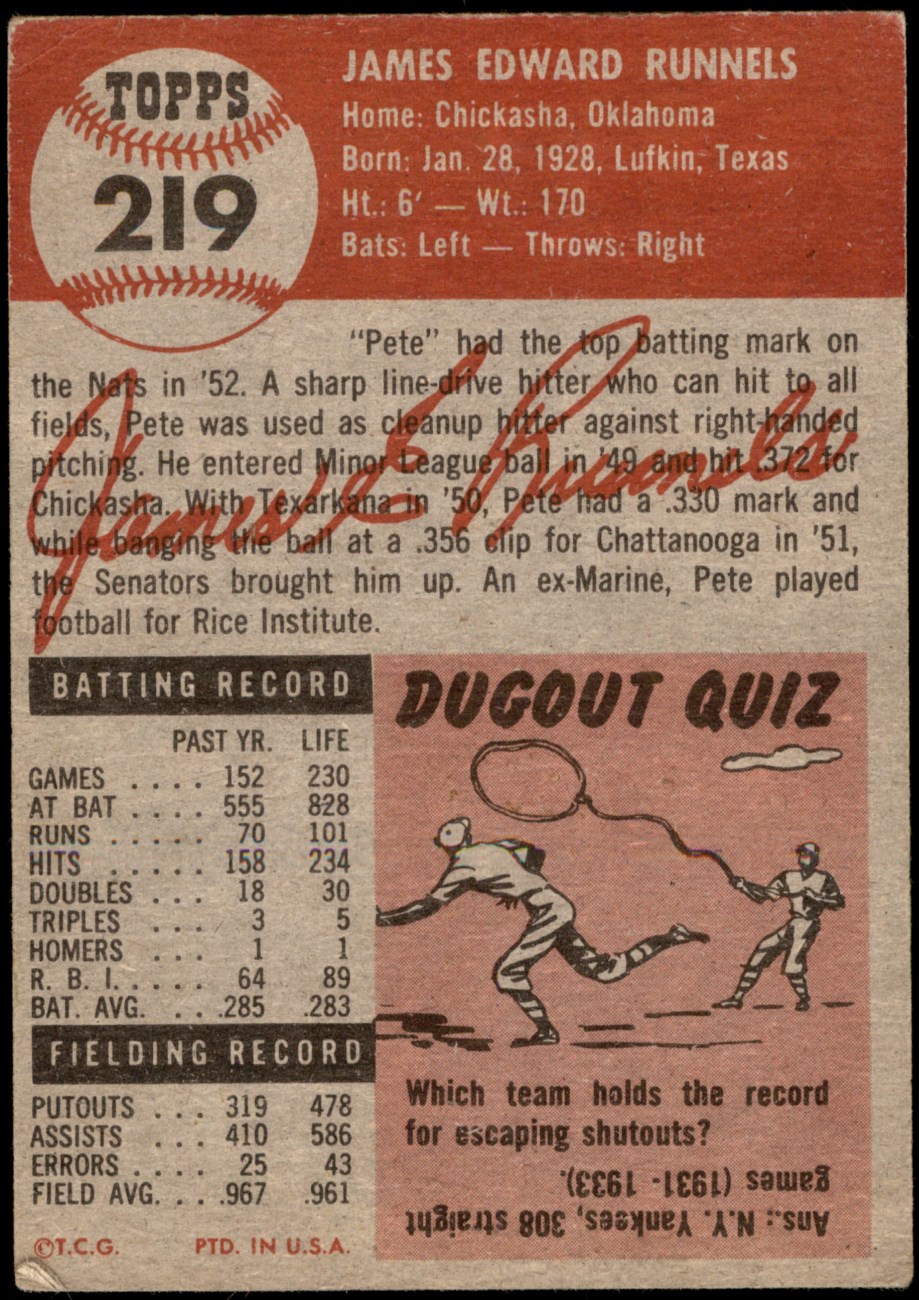 TOPPS
219
JAMES EDWARD RUNNELS
Home: Chickasha, Oklahoma
Born: Jan. 28, 1928, Lufkin, Texas
Ht.: 6' — Wt.: 170
Bats: Left — Throws: Right
"Pete" had the top batting mark on
the Nats in '52. A sharp line-drive hitter who can hit to all
fields, Pete was used as cleanup hitter against right-handed
pitching. He entered Minor League ball in '49 and hit .372 for
Chickasha. With Texarkana in '50, Pete had a .330 mark and
while banging the ball at a .356 clip for Chattanooga in '51,
the Senators brought him up. An ex-Marine, Pete played
football for Rice Institute.
James E Runnels
BATTING RECORD
PAST YR. LIFE
GAMES .... 152 230
AT BAT .... 555 828
RUNS ..... 70 101
HITS ..... 158 234
DOUBLES ... 18 30
TRIPLES ... 3 5
HOMERS ... 1 1
R. B. I. .... 64 89
BAT. AVG. ... .285 .283
FIELDING RECORD
PUTOUTS ... 319 478
ASSISTS ... 410 586
ERRORS .... 25 43
FIELD AVG. ... .967 .961
©T.C.G. PTD. IN U.S.A.
DUGOUT QUIZ
Which team holds the record
for escaping shutouts?
Ans.: N.Y. Yankees, 308 straight
games (1931 - 1933).